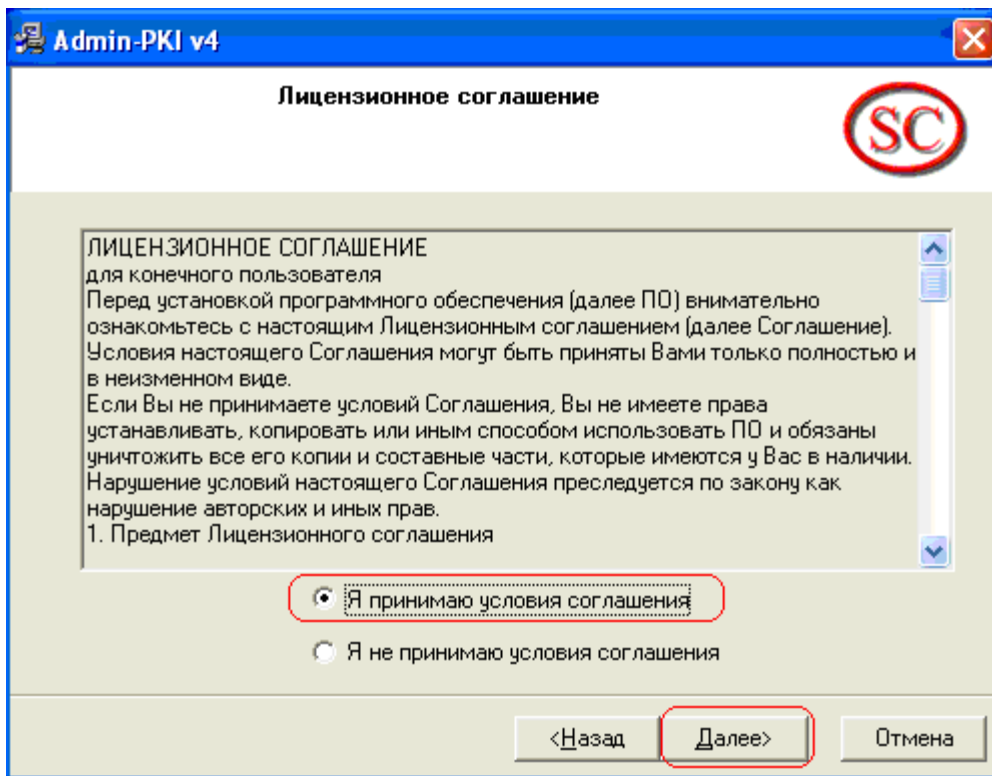 Admin-PKI v4
Лицензионное соглашение
SC
ЛИЦЕНЗИОННОЕ СОГЛАШЕНИЕ
для конечного пользователя
Перед установкой программного обеспечения (далее ПО) внимательно
ознакомьтесь с настоящим Лицензионным соглашением (далее Соглашение).
Условия настоящего Соглашения могут быть приняты Вами только полностью и
в неизменном виде.
Если Вы не принимаете условий Соглашения, Вы не имеете права
устанавливать, копировать или иным способом использовать ПО и обязаны
уничтожить все его копии и составные части, которые имеются у Вас в наличии.
Нарушение условий настоящего Соглашения преследуется по закону как
нарушение авторских и иных прав.
1. Предмет Лицензионного соглашения
Я принимаю условия соглашения
Я не принимаю условия соглашения
<Назад Далее> Отмена